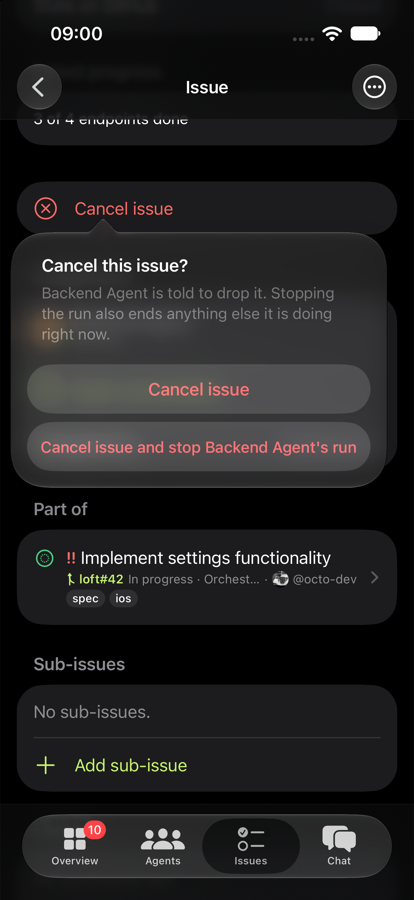 09:00
Issue
3 of 4 endpoints done
Cancel issue
Cancel this issue?
Backend Agent is told to drop it. Stopping
the run also ends anything else it is doing
right now.
Cancel issue
Cancel issue and stop Backend Agent's run
Part of
!! Implement settings functionality
loft#42 In progress · Orchest... · @octo-dev
spec ios
Sub-issues
No sub-issues.
Add sub-issue
10
Overview
Agents
Issues
Chat